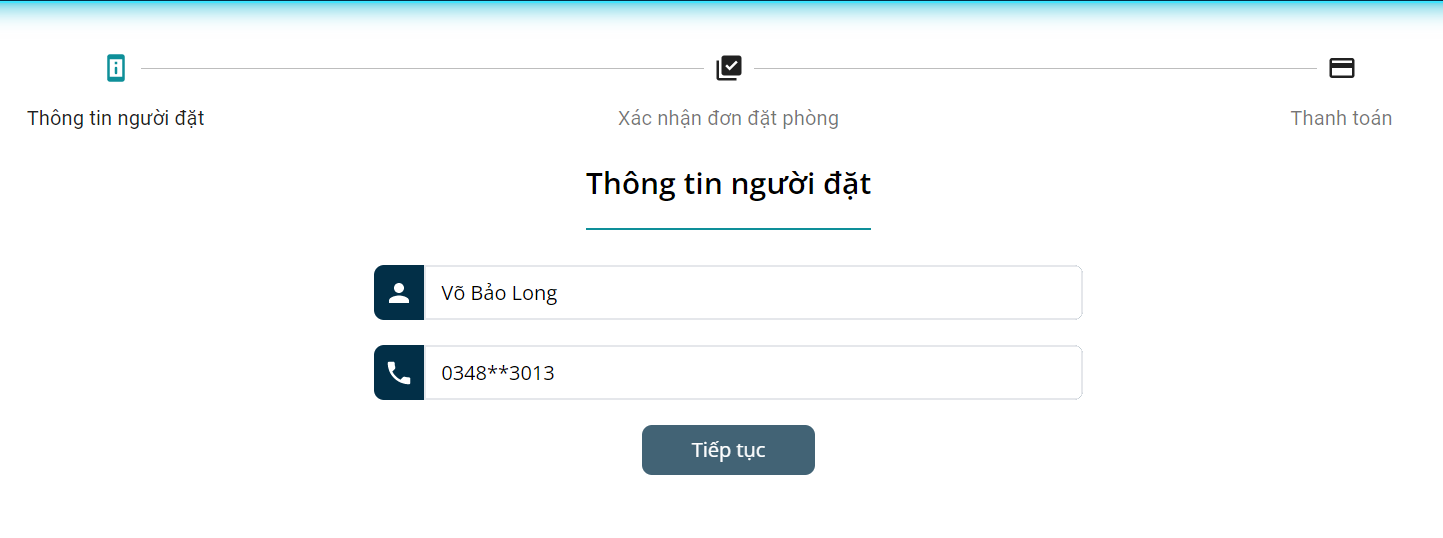 Thông tin người đặt
Xác nhận đơn đặt phòng
Thanh toán
Thông tin người đặt
Võ Bảo Long
0348**3013
Tiếp tục